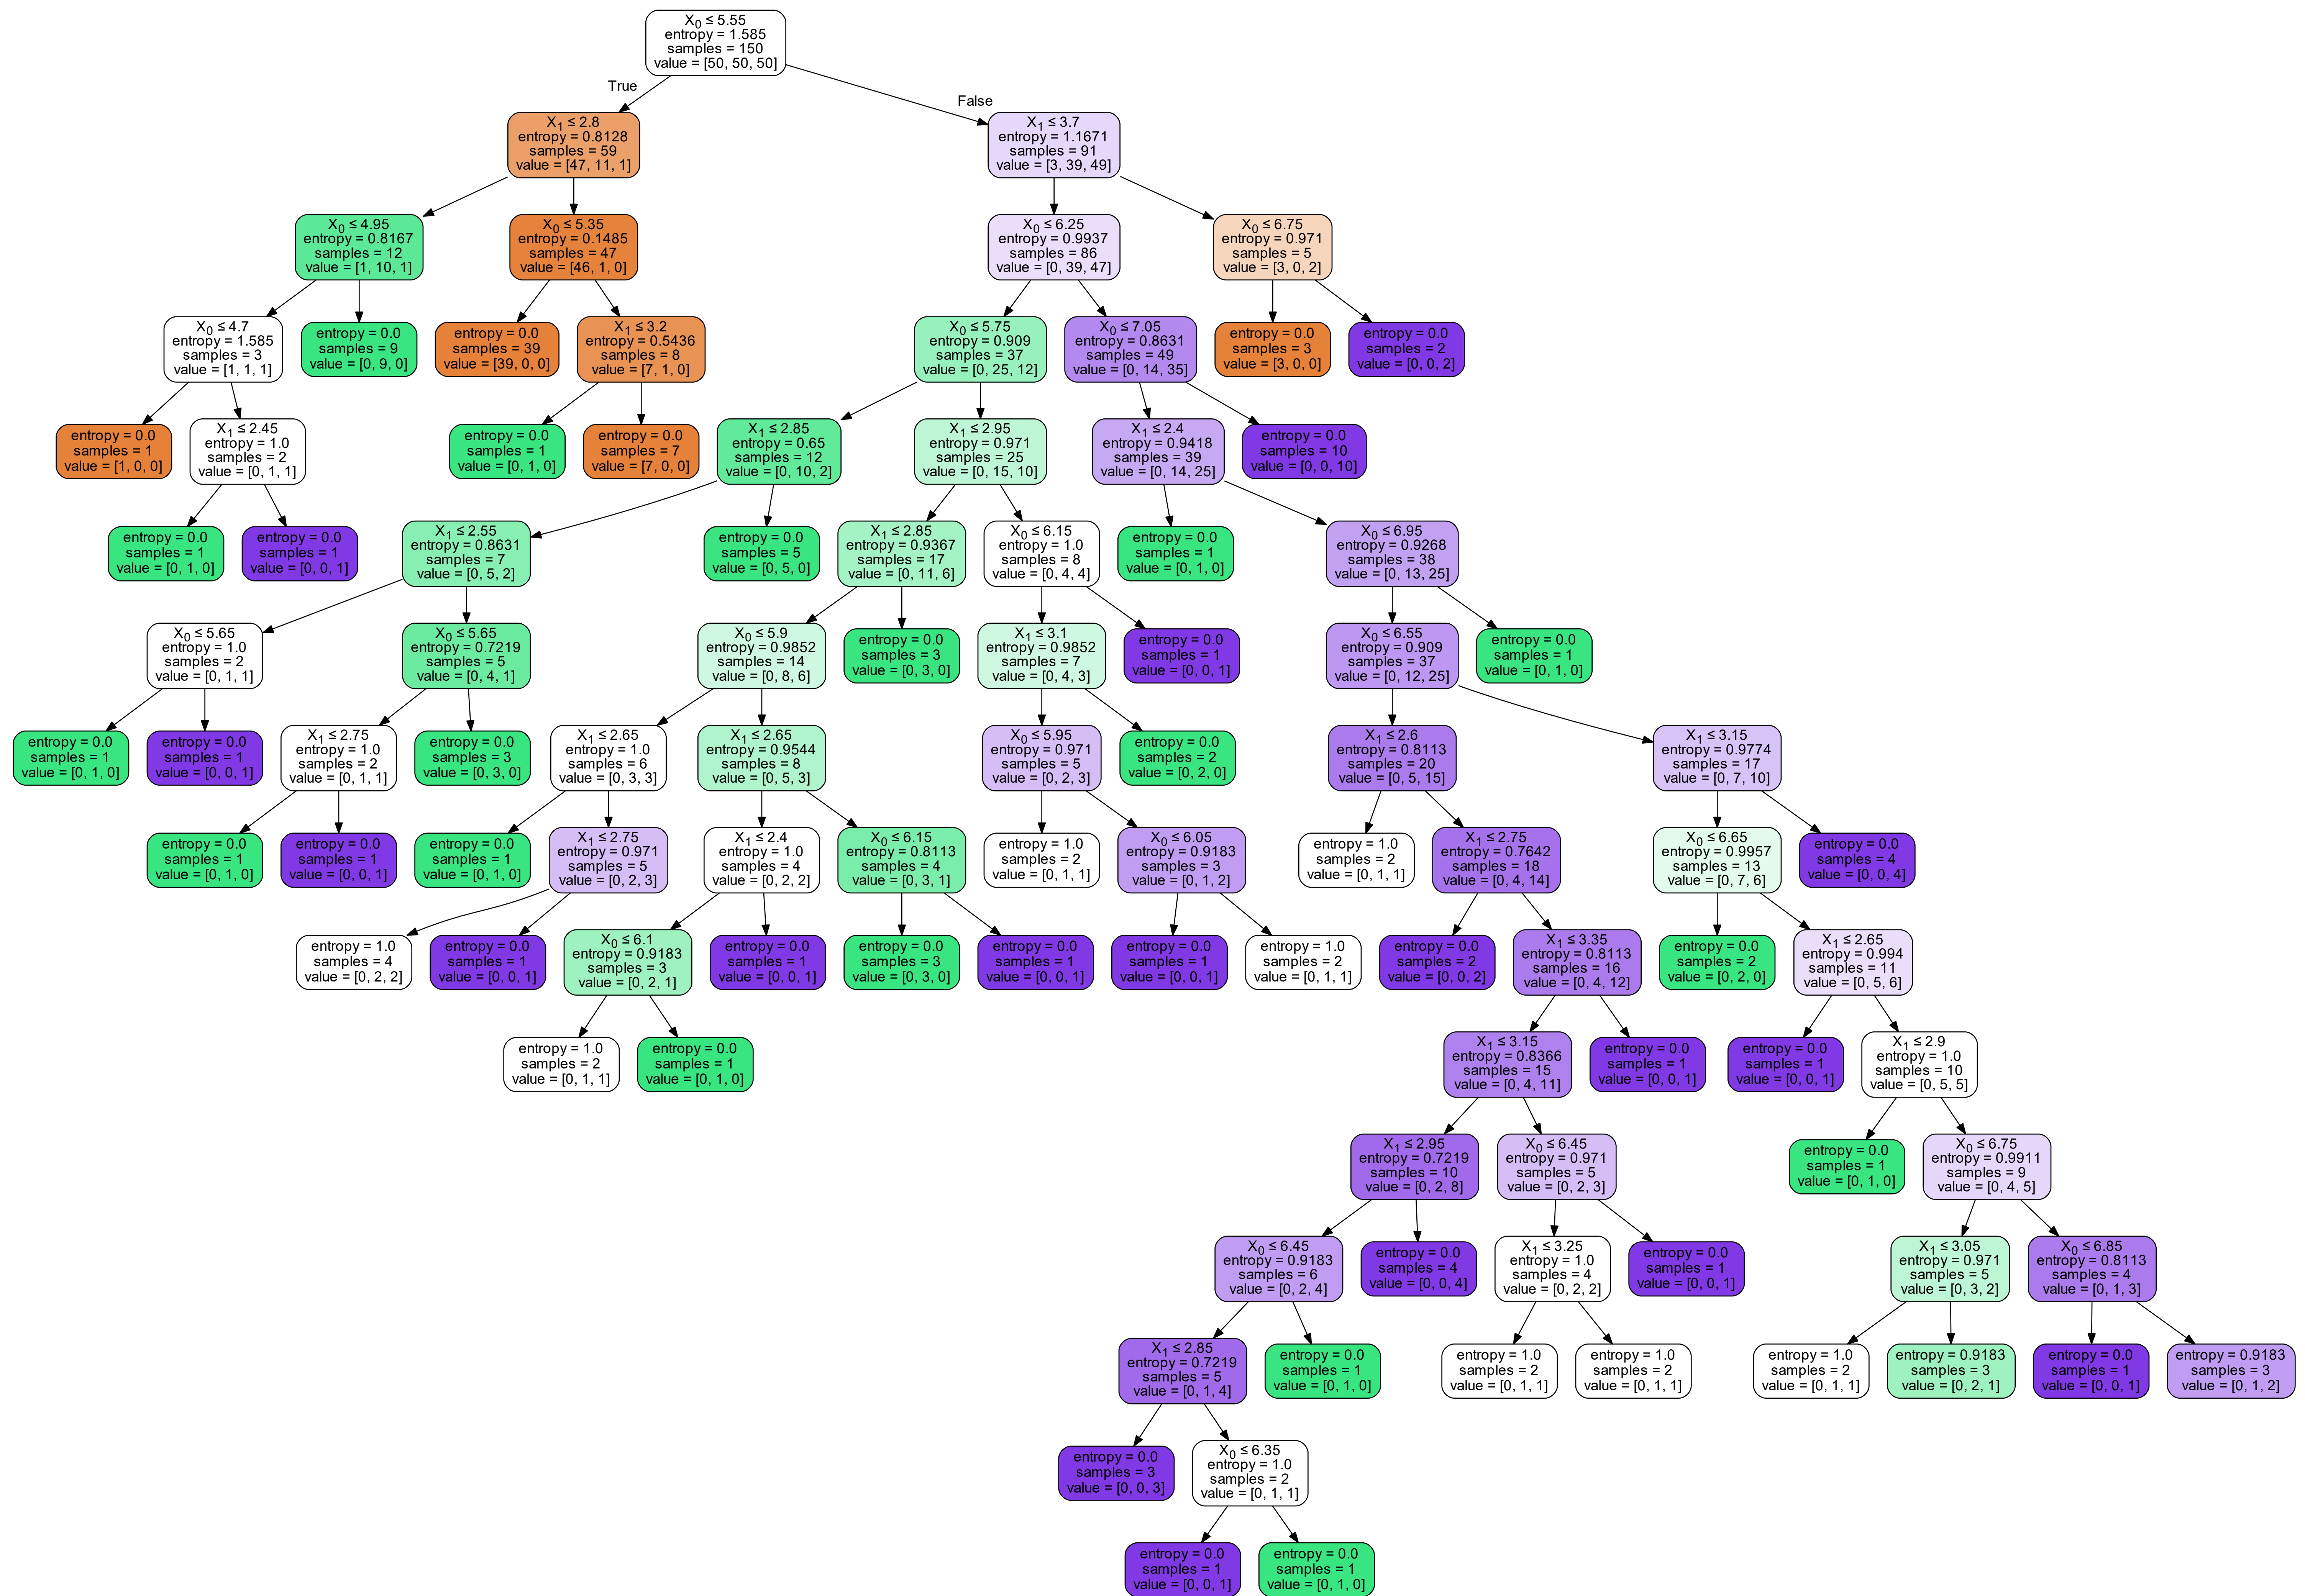 X₀ ≤ 5.55
entropy = 1.585
samples = 150
value = [50, 50, 50]
True
False
X₁ ≤ 2.8
entropy = 0.8128
samples = 59
value = [47, 11, 1]
X₁ ≤ 3.7
entropy = 1.1671
samples = 91
value = [3, 39, 49]
X₀ ≤ 4.95
entropy = 0.8167
samples = 12
value = [1, 10, 1]
X₀ ≤ 5.35
entropy = 0.1485
samples = 47
value = [46, 1, 0]
X₀ ≤ 6.25
entropy = 0.9937
samples = 86
value = [0, 39, 47]
X₀ ≤ 6.75
entropy = 0.971
samples = 5
value = [3, 0, 2]
X₀ ≤ 4.7
entropy = 1.585
samples = 3
value = [1, 1, 1]
entropy = 0.0
samples = 9
value = [0, 9, 0]
entropy = 0.0
samples = 39
value = [39, 0, 0]
X₁ ≤ 3.2
entropy = 0.5436
samples = 8
value = [7, 1, 0]
X₀ ≤ 5.75
entropy = 0.909
samples = 37
value = [0, 25, 12]
X₀ ≤ 7.05
entropy = 0.8631
samples = 49
value = [0, 14, 35]
entropy = 0.0
samples = 3
value = [3, 0, 0]
entropy = 0.0
samples = 2
value = [0, 0, 2]
entropy = 0.0
samples = 1
value = [1, 0, 0]
X₁ ≤ 2.45
entropy = 1.0
samples = 2
value = [0, 1, 1]
entropy = 0.0
samples = 1
value = [0, 1, 0]
entropy = 0.0
samples = 7
value = [7, 0, 0]
X₁ ≤ 2.85
entropy = 0.65
samples = 12
value = [0, 10, 2]
X₁ ≤ 2.95
entropy = 0.971
samples = 25
value = [0, 15, 10]
X₁ ≤ 2.4
entropy = 0.9418
samples = 39
value = [0, 14, 25]
entropy = 0.0
samples = 10
value = [0, 0, 10]
entropy = 0.0
samples = 1
value = [0, 1, 0]
entropy = 0.0
samples = 1
value = [0, 0, 1]
X₁ ≤ 2.55
entropy = 0.8631
samples = 7
value = [0, 5, 2]
entropy = 0.0
samples = 5
value = [0, 5, 0]
X₁ ≤ 2.85
entropy = 0.9367
samples = 17
value = [0, 11, 6]
X₀ ≤ 6.15
entropy = 1.0
samples = 8
value = [0, 4, 4]
entropy = 0.0
samples = 1
value = [0, 1, 0]
X₀ ≤ 6.95
entropy = 0.9268
samples = 38
value = [0, 13, 25]
X₀ ≤ 5.65
entropy = 1.0
samples = 2
value = [0, 1, 1]
X₀ ≤ 5.65
entropy = 0.7219
samples = 5
value = [0, 4, 1]
X₀ ≤ 5.9
entropy = 0.9852
samples = 14
value = [0, 8, 6]
entropy = 0.0
samples = 3
value = [0, 3, 0]
X₁ ≤ 3.1
entropy = 0.9852
samples = 7
value = [0, 4, 3]
entropy = 0.0
samples = 1
value = [0, 0, 1]
X₀ ≤ 6.55
entropy = 0.909
samples = 37
value = [0, 12, 25]
entropy = 0.0
samples = 1
value = [0, 1, 0]
entropy = 0.0
samples = 1
value = [0, 1, 0]
entropy = 0.0
samples = 1
value = [0, 0, 1]
X₁ ≤ 2.75
entropy = 1.0
samples = 2
value = [0, 1, 1]
entropy = 0.0
samples = 3
value = [0, 3, 0]
X₁ ≤ 2.65
entropy = 1.0
samples = 6
value = [0, 3, 3]
X₁ ≤ 2.65
entropy = 0.9544
samples = 8
value = [0, 5, 3]
X₀ ≤ 5.95
entropy = 0.971
samples = 5
value = [0, 2, 3]
entropy = 0.0
samples = 2
value = [0, 2, 0]
X₁ ≤ 2.6
entropy = 0.8113
samples = 20
value = [0, 5, 15]
X₁ ≤ 3.15
entropy = 0.9774
samples = 17
value = [0, 7, 10]
entropy = 0.0
samples = 1
value = [0, 1, 0]
entropy = 0.0
samples = 1
value = [0, 0, 1]
entropy = 0.0
samples = 1
value = [0, 1, 0]
X₁ ≤ 2.75
entropy = 0.971
samples = 5
value = [0, 2, 3]
X₁ ≤ 2.4
entropy = 1.0
samples = 4
value = [0, 2, 2]
X₀ ≤ 6.15
entropy = 0.8113
samples = 4
value = [0, 3, 1]
entropy = 1.0
samples = 2
value = [0, 1, 1]
X₀ ≤ 6.05
entropy = 0.9183
samples = 3
value = [0, 1, 2]
entropy = 1.0
samples = 2
value = [0, 1, 1]
X₁ ≤ 2.75
entropy = 0.7642
samples = 18
value = [0, 4, 14]
X₀ ≤ 6.65
entropy = 0.9957
samples = 13
value = [0, 7, 6]
entropy = 0.0
samples = 4
value = [0, 0, 4]
entropy = 1.0
samples = 4
value = [0, 2, 2]
entropy = 0.0
samples = 1
value = [0, 0, 1]
X₀ ≤ 6.1
entropy = 0.9183
samples = 3
value = [0, 2, 1]
entropy = 0.0
samples = 1
value = [0, 0, 1]
entropy = 0.0
samples = 3
value = [0, 3, 0]
entropy = 0.0
samples = 1
value = [0, 0, 1]
entropy = 0.0
samples = 1
value = [0, 0, 1]
entropy = 1.0
samples = 2
value = [0, 1, 1]
entropy = 0.0
samples = 2
value = [0, 0, 2]
X₁ ≤ 3.35
entropy = 0.8113
samples = 16
value = [0, 4, 12]
entropy = 0.0
samples = 2
value = [0, 2, 0]
X₁ ≤ 2.65
entropy = 0.994
samples = 11
value = [0, 5, 6]
entropy = 1.0
samples = 2
value = [0, 1, 1]
entropy = 0.0
samples = 1
value = [0, 1, 0]
X₁ ≤ 3.15
entropy = 0.8366
samples = 15
value = [0, 4, 11]
entropy = 0.0
samples = 1
value = [0, 0, 1]
entropy = 0.0
samples = 1
value = [0, 0, 1]
X₁ ≤ 2.9
entropy = 1.0
samples = 10
value = [0, 5, 5]
X₁ ≤ 2.95
entropy = 0.7219
samples = 10
value = [0, 2, 8]
X₀ ≤ 6.45
entropy = 0.971
samples = 5
value = [0, 2, 3]
entropy = 0.0
samples = 1
value = [0, 1, 0]
X₀ ≤ 6.75
entropy = 0.9911
samples = 9
value = [0, 4, 5]
X₀ ≤ 6.45
entropy = 0.9183
samples = 6
value = [0, 2, 4]
entropy = 0.0
samples = 4
value = [0, 0, 4]
X₁ ≤ 3.25
entropy = 1.0
samples = 4
value = [0, 2, 2]
entropy = 0.0
samples = 1
value = [0, 0, 1]
X₁ ≤ 3.05
entropy = 0.971
samples = 5
value = [0, 3, 2]
X₀ ≤ 6.85
entropy = 0.8113
samples = 4
value = [0, 1, 3]
X₁ ≤ 2.85
entropy = 0.7219
samples = 5
value = [0, 1, 4]
entropy = 0.0
samples = 1
value = [0, 1, 0]
entropy = 1.0
samples = 2
value = [0, 1, 1]
entropy = 1.0
samples = 2
value = [0, 1, 1]
entropy = 1.0
samples = 2
value = [0, 1, 1]
entropy = 0.9183
samples = 3
value = [0, 2, 1]
entropy = 0.0
samples = 1
value = [0, 0, 1]
entropy = 0.9183
samples = 3
value = [0, 1, 2]
entropy = 0.0
samples = 3
value = [0, 0, 3]
X₀ ≤ 6.35
entropy = 1.0
samples = 2
value = [0, 1, 1]
entropy = 0.0
samples = 1
value = [0, 0, 1]
entropy = 0.0
samples = 1
value = [0, 1, 0]